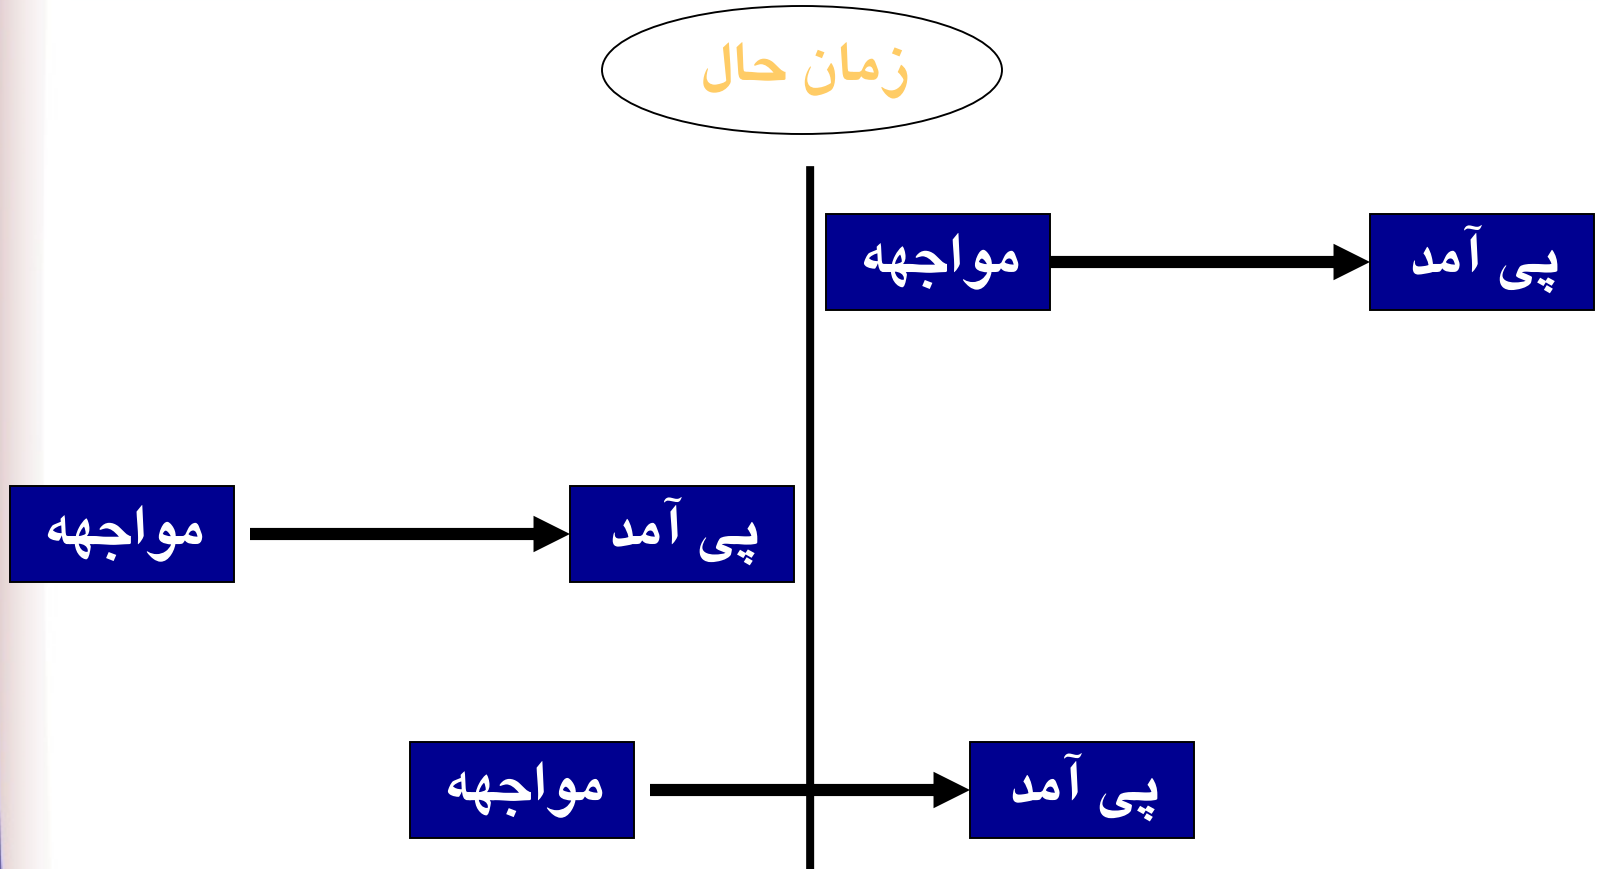 زمان حال
مواجهه
پی آمد
مواجهه
پی آمد
مواجهه
پی آمد